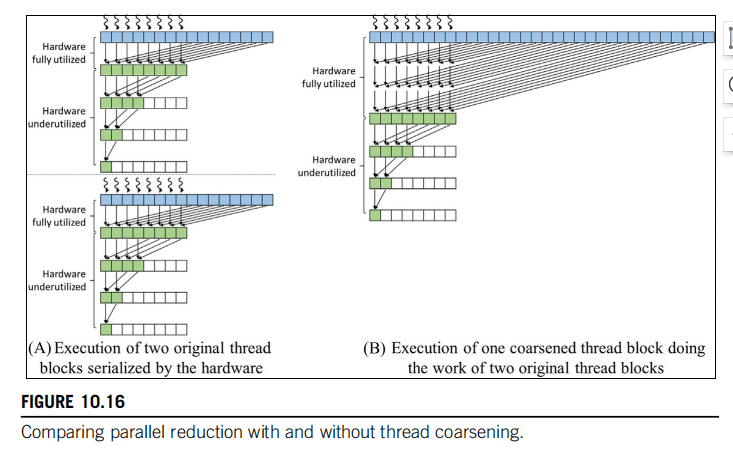 Hardware
fully utilized
Hardware
underutilized
Hardware
fully utilized
Hardware
underutilized
(A) Execution of two original thread
blocks serialized by the hardware
Hardware
fully utilized
Hardware
underutilized
(B) Execution of one coarsened thread block doing
the work of two original thread blocks
FIGURE 10.16
Comparing parallel reduction with and without thread coarsening.